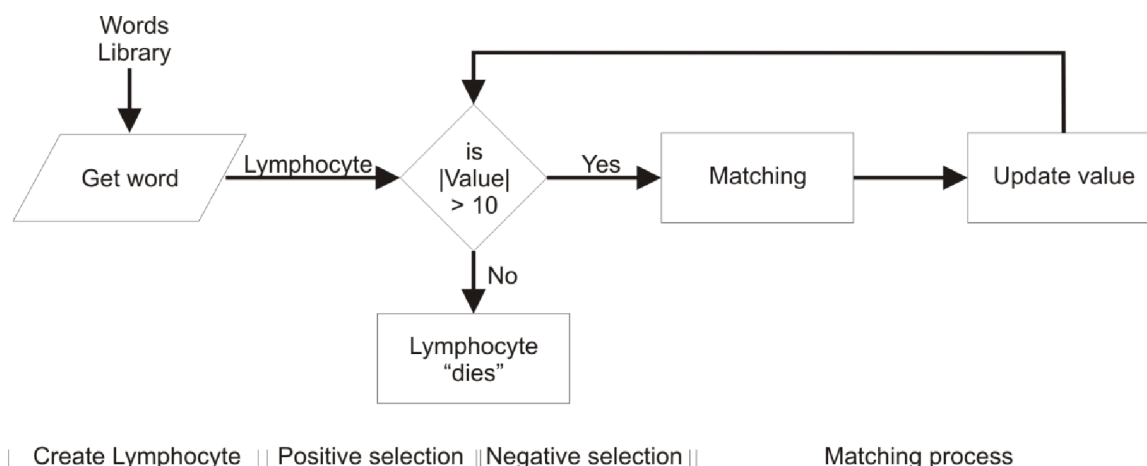 Words
Library
Get word
Lymphocyte
is
|Value|
> 10
Yes
Matching
Update value
No
Lymphocyte
“dies”
Create Lymphocyte
Positive selection
Negative selection
Matching process